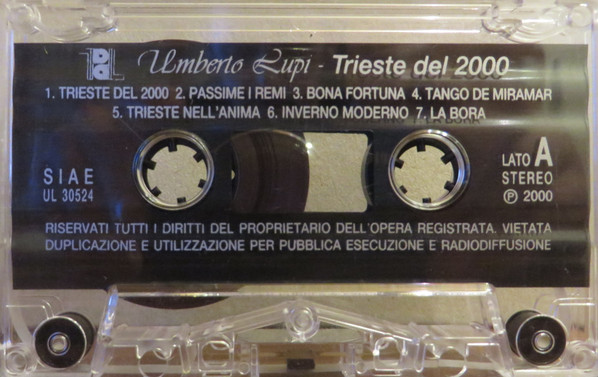 Umberto Lupi - Trieste del 2000
1. TRIESTE DEL 2000 2. PASSIME I REMI 3. BONA FORTUNA 4. TANGO DE MIRAMAR
5. TRIESTE NELL'ANIMA 6. INVERNO MODERNO 7. LA BORA
SIAE
UL 30524
LATO A
STEREO
℗ 2000
RISERVATI TUTTI I DIRITTI DEL PROPRIETARIO DELL'OPERA REGISTRATA. VIETATA
DUPLICAZIONE E UTILIZZAZIONE PER PUBBLICA ESECUZIONE E RADIODIFFUSIONE